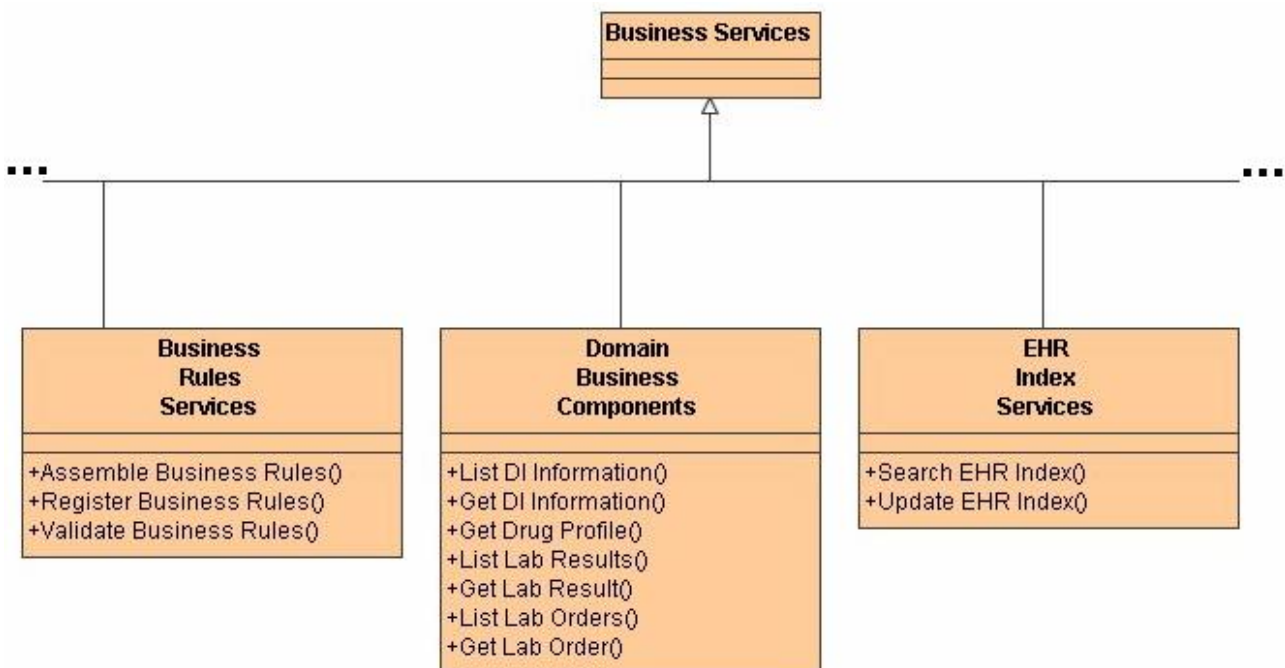 Business Services
...
...
Business
Rules
Services
+Assemble Business Rules()
+Register Business Rules()
+Validate Business Rules()
Domain
Business
Components
+List DI Information()
+Get DI Information()
+Get Drug Profile()
+List Lab Results()
+Get Lab Result()
+List Lab Orders()
+Get Lab Order()
EHR
Index
Services
+Search EHR Index()
+Update EHR Index()